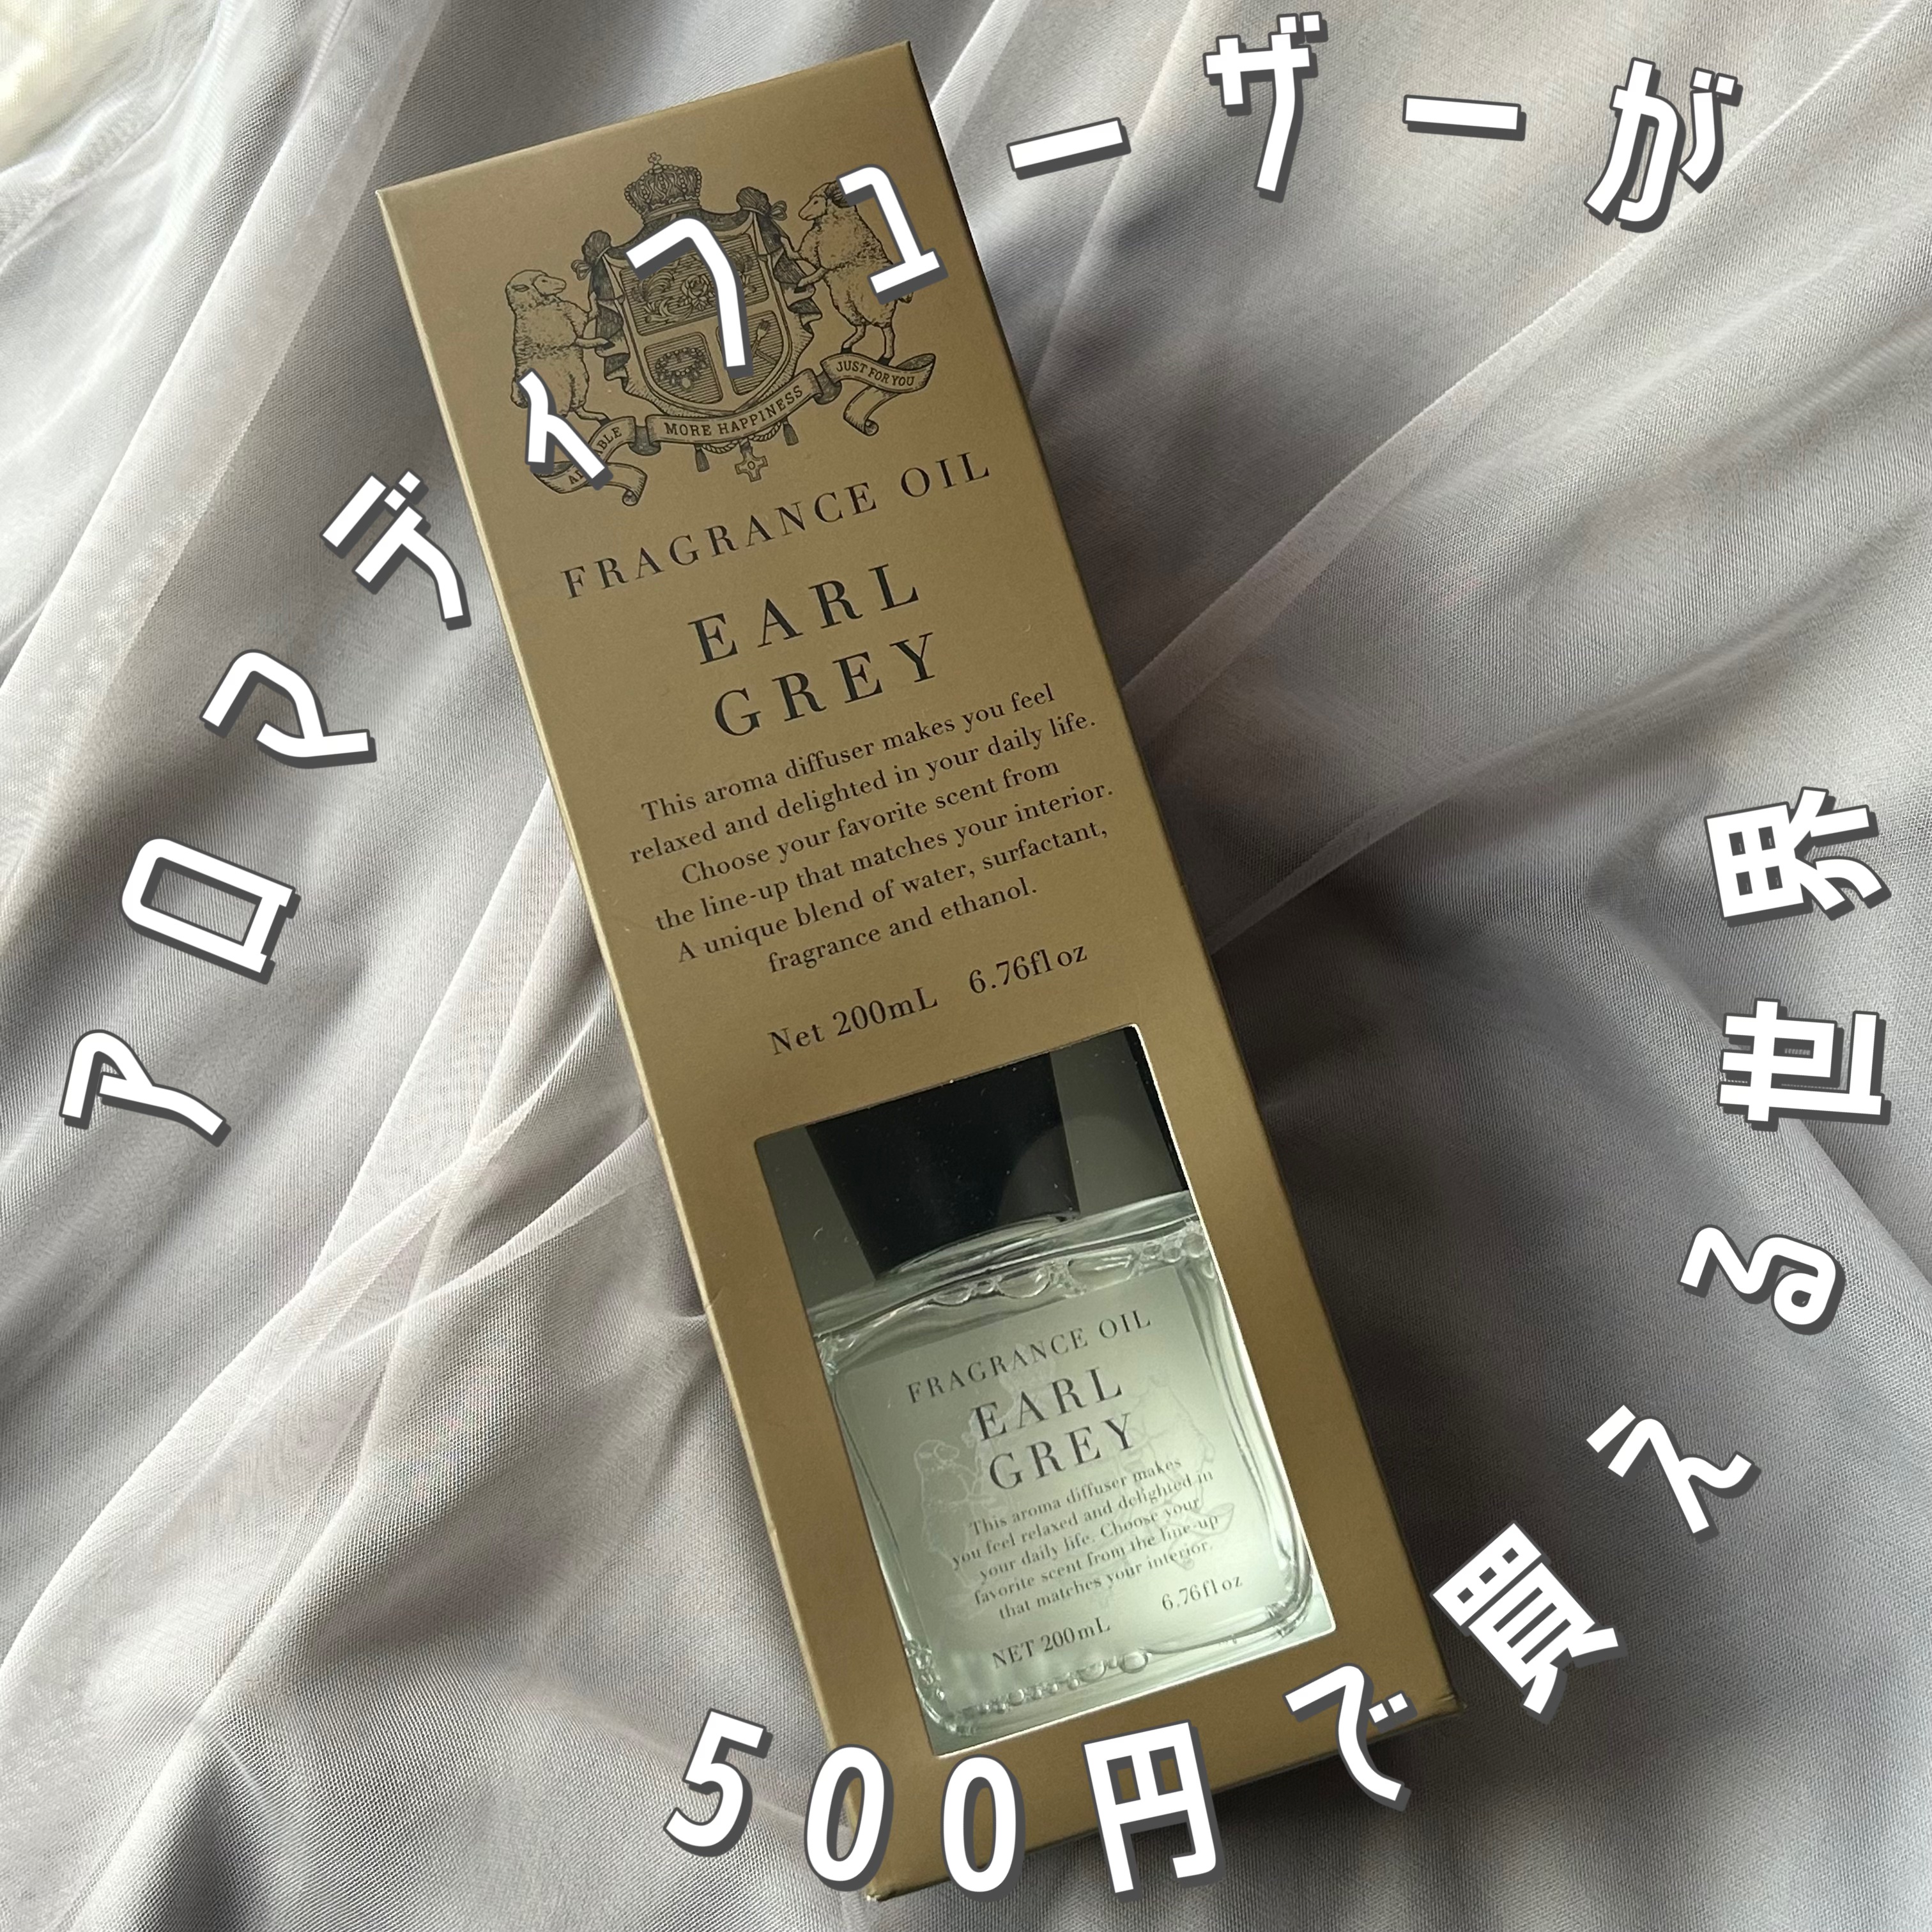 アロマディフューザーが
500円で買える世界
MORE HAPPINESS
JUST FOR YOU
FRAGRANCE OIL
EARL
GREY
This aroma diffuser makes you feel
relaxed and delighted in your daily life.
Choose your favorite scent from
the line-up that matches your interior.
A unique blend of water, surfactant,
fragrance and ethanol.
Net 200mL 6.76fl oz
FRAGRANCE OIL
EARL
GREY
This aroma diffuser makes
you feel relaxed and delighted in
your daily life. Choose your
favorite scent from the line-up
that matches your interior.
NET 200mL 6.76fl oz